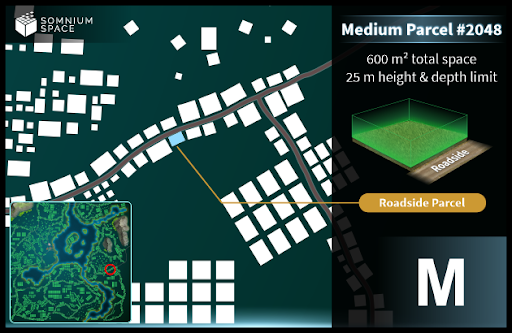 SOMNIUM
SPACE
Medium Parcel #2048
600 m² total space
25 m height & depth limit
Roadside
Roadside Parcel
M